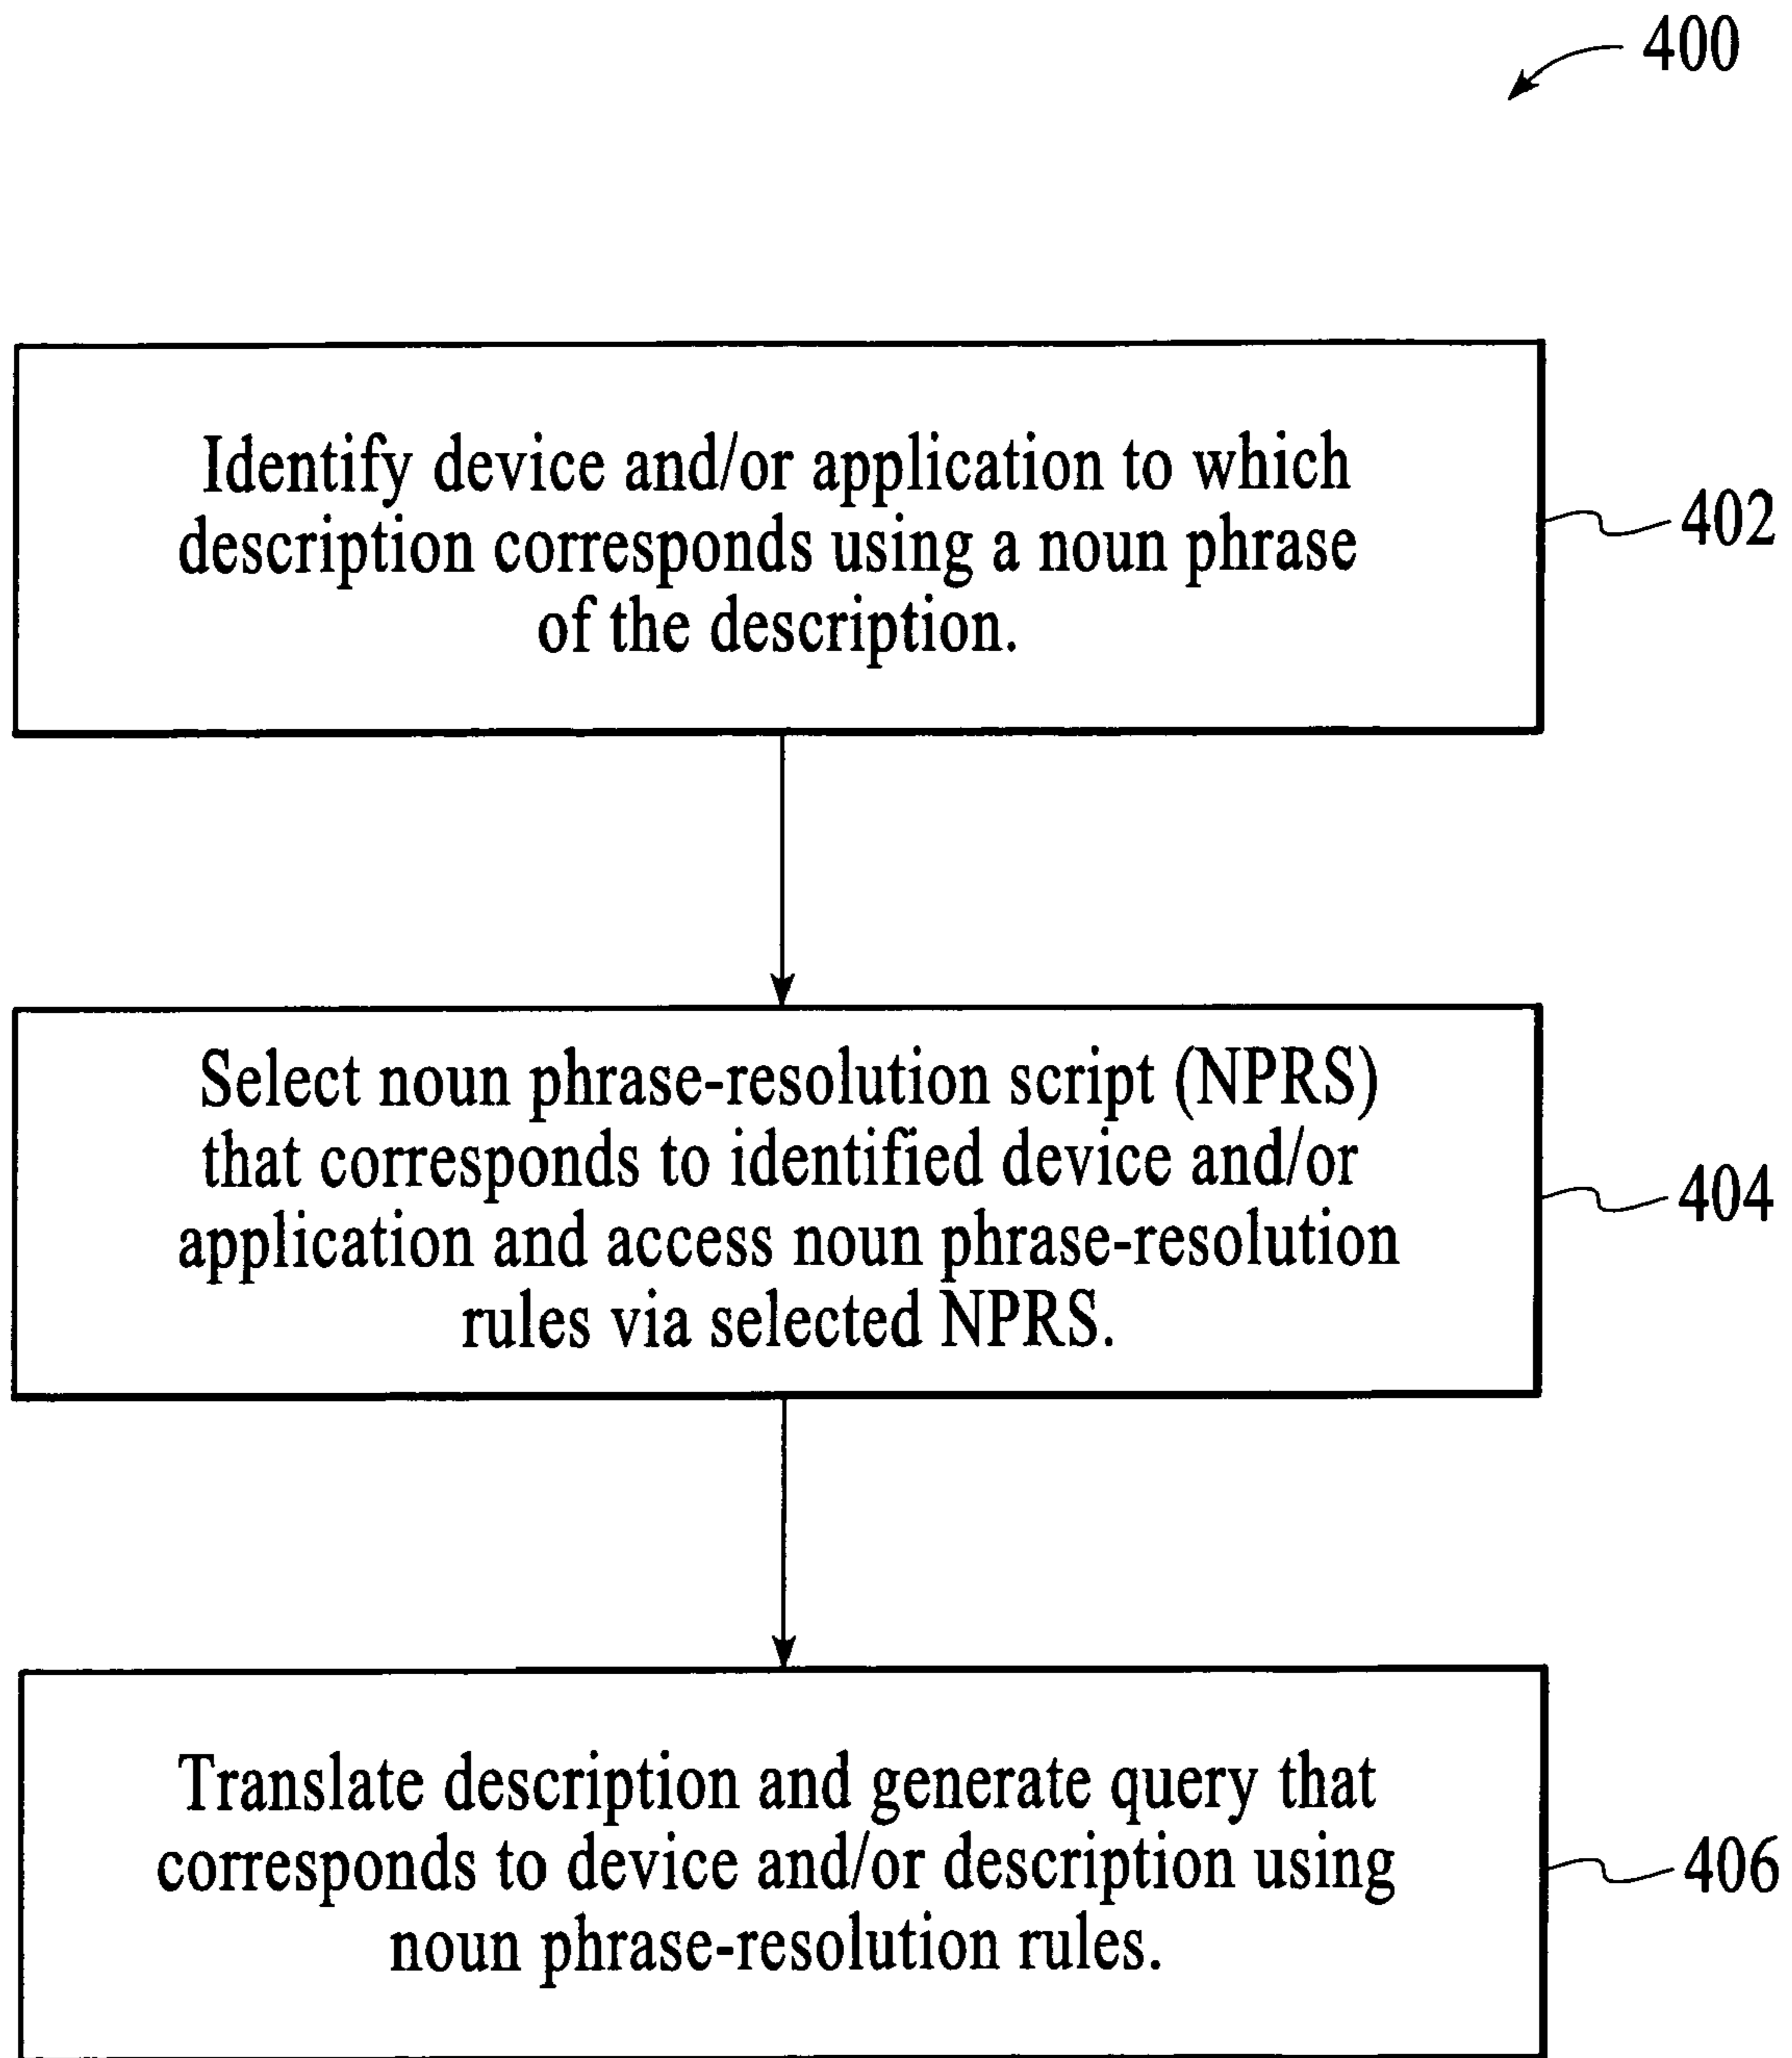 400
Identify device and/or application to which
description corresponds using a noun phrase
of the description.
402
Select noun phrase-resolution script (NPRS)
that corresponds to identified device and/or
application and access noun phrase-resolution
rules via selected NPRS.
404
Translate description and generate query that
corresponds to device and/or description using
noun phrase-resolution rules.
406